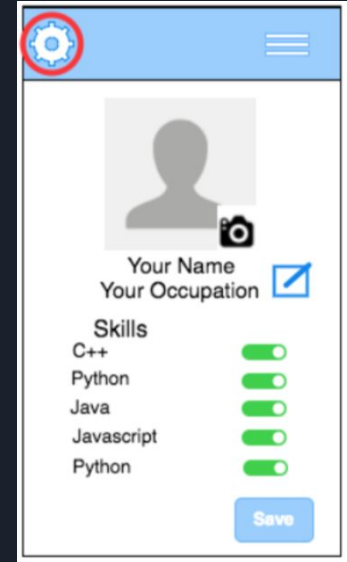 Your Name
Your Occupation
Skills
C++
Python
Java
Javascript
Python
Save